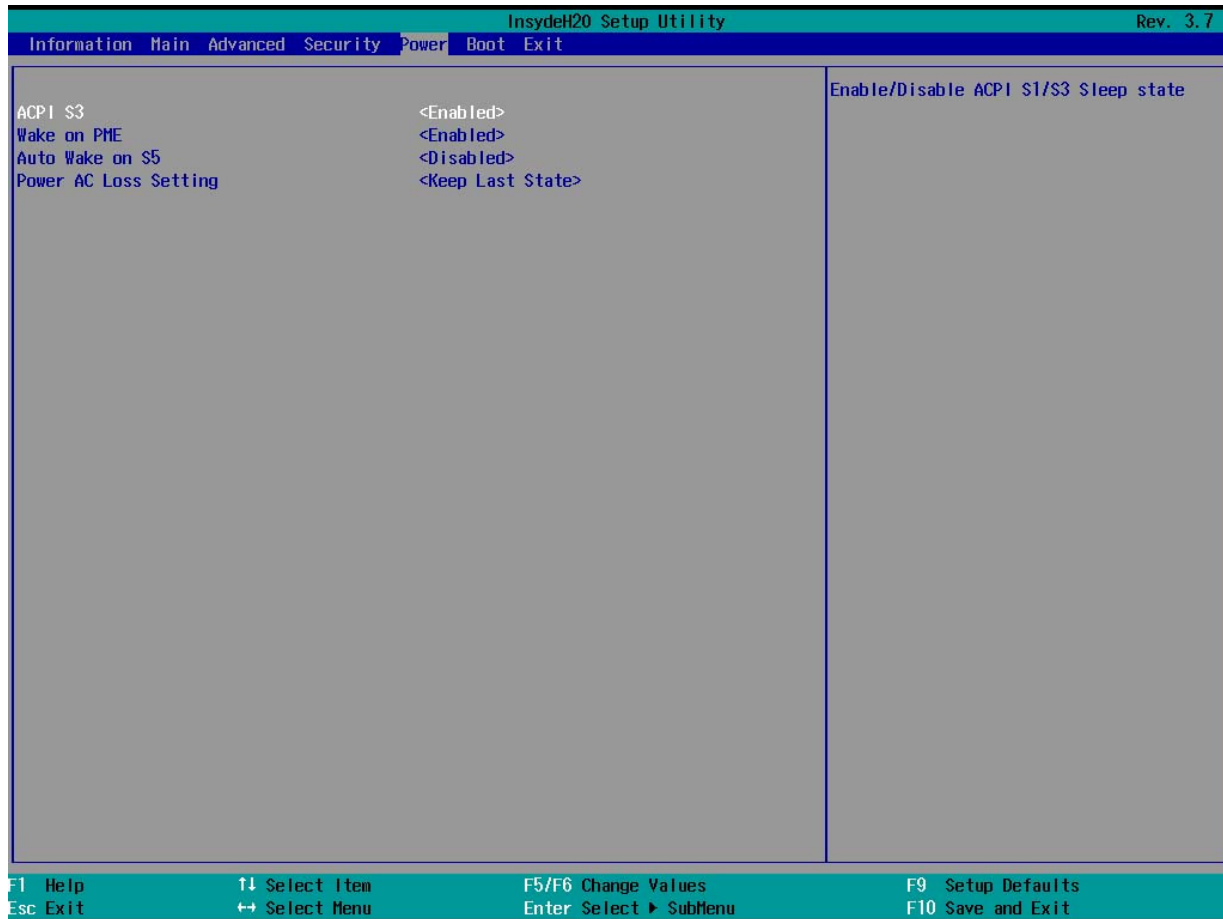 InsydeH20 Setup Utility Rev. 3.7
Information Main Advanced Security Power Boot Exit
ACPI S3 <Enabled>
Wake on PME <Enabled>
Auto Wake on S5 <Disabled>
Power AC Loss Setting <Keep Last State>
Enable/Disable ACPI S1/S3 Sleep state
F1 Help ↑↓ Select Item F5/F6 Change Values F9 Setup Defaults
Esc Exit ↔ Select Menu Enter Select ▶ SubMenu F10 Save and Exit